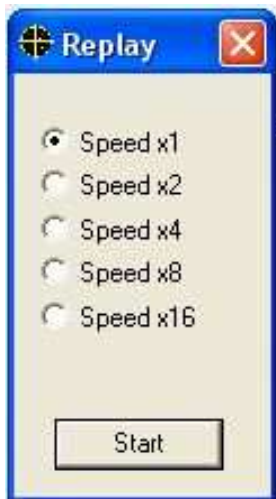 Replay
Speed x1
Speed x2
Speed x4
Speed x8
Speed x16
Start